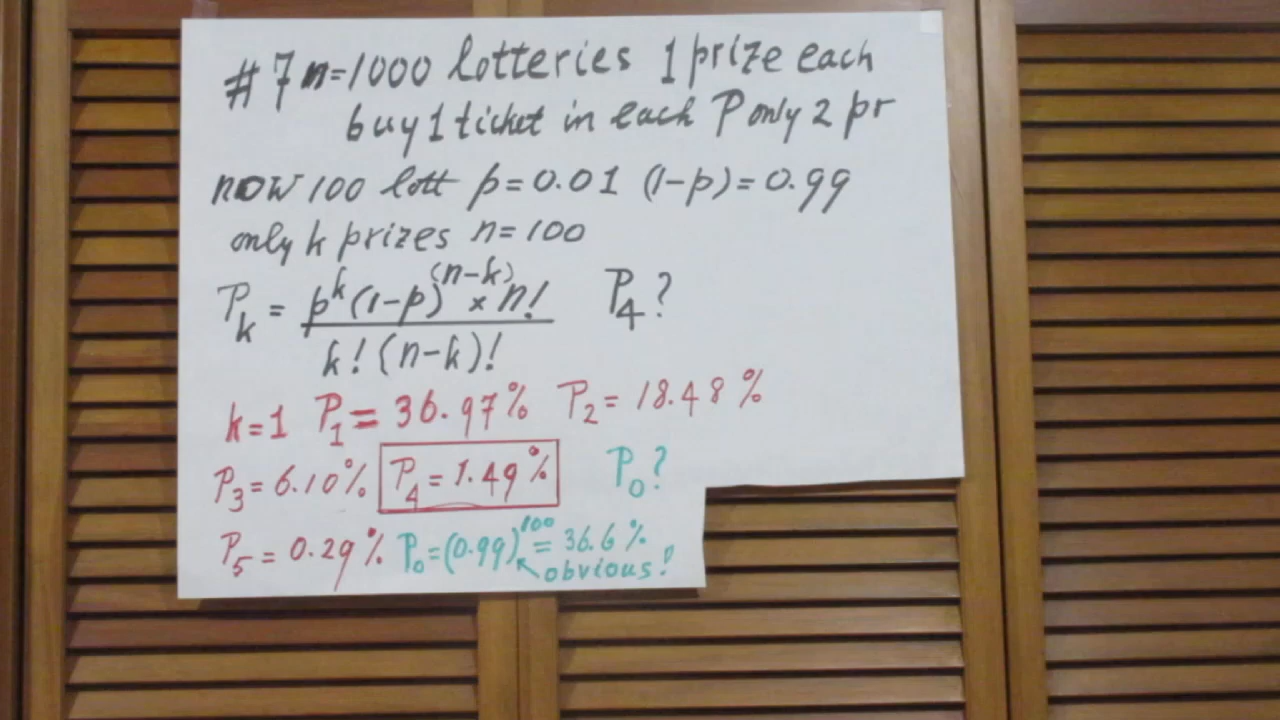 # 7 n=1000 lotteries 1 prize each
buy 1 ticket in each P only 2 pr
now 100 lott p=0.01 (1-p)=0.99
only k prizes n=100
P_k = p^k (1-p)^(n-k) × n! / k! (n-k)! P_4?
k=1 P_1 = 36.97% P_2 = 18.48%
P_3 = 6.10% P_4 = 1.49% P_0?
P_5 = 0.29% P_0 = (0.99)^100 = 36.6%
obvious!